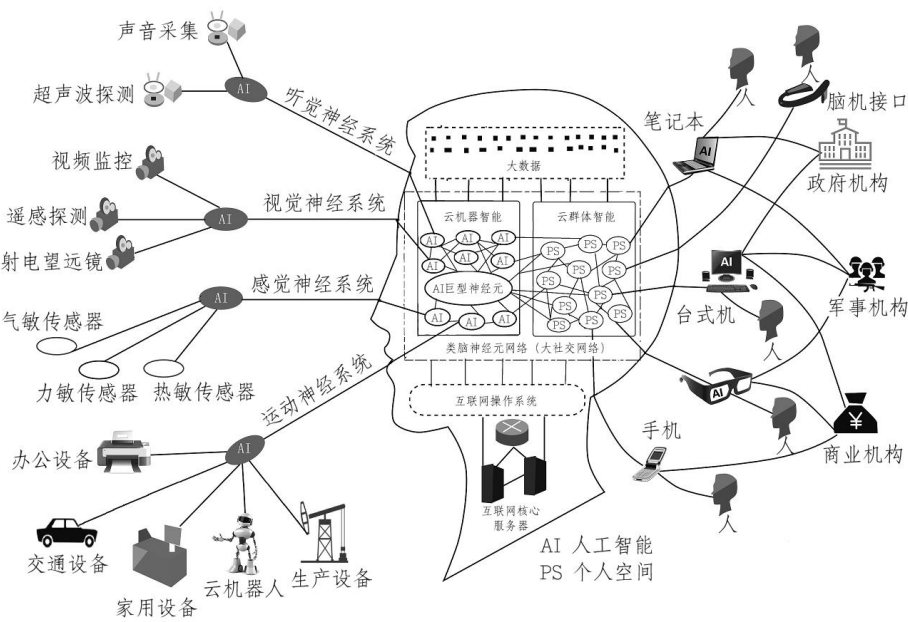 声音采集
AI
超声波探测
听觉神经系统
视频监控
遥感探测
AI
射电望远镜
视觉神经系统
AI
感觉神经系统
气敏传感器
力敏传感器
热敏传感器
运动神经系统
AI
办公设备
交通设备
家用设备
云机器人
生产设备
大数据
云机器智能
AI
AI
AI
AI
AI
AI
AI巨型神经元
AI
AI
AI
云群体智能
PS
PS
PS
PS
PS
PS
PS
PS
PS
PS
类脑神经元网络（大社交网络）
互联网操作系统
互联网核心
服务器
笔记本
AI
人
人
脑机接口
政府机构
AI
台式机
人
军事机构
AI
人
商业机构
手机
人
AI 人工智能
PS 个人空间